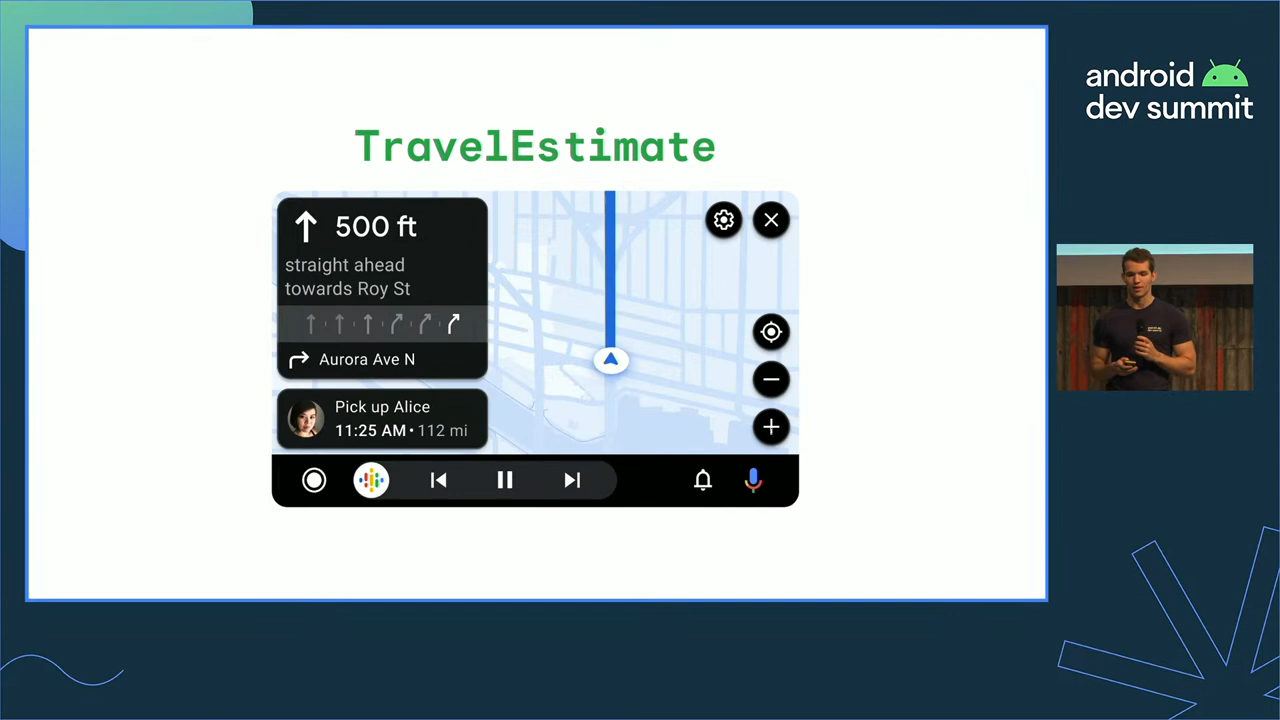 TravelEstimate
500 ft
straight ahead
towards Roy St
Aurora Ave N
Pick up Alice
11:25 AM • 112 mi
android
dev summit